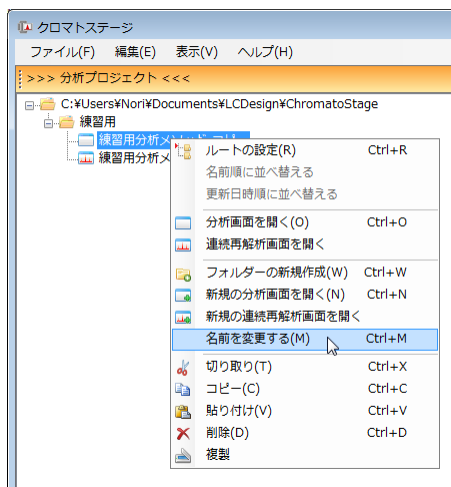 クロマトステージ
ファイル(F) 編集(E) 表示(V) ヘルプ(H)
>>> 分析プロジェクト <<<
C:¥Users¥Nori¥Documents¥LCDesign¥ChromatoStage
練習用
練習用分析メソッド - コピー
練習用分析メ
ルートの設定(R) Ctrl+R
名前順に並べ替える
更新日時順に並べ替える
分析画面を開く(O) Ctrl+O
連続再解析画面を開く
フォルダーの新規作成(W) Ctrl+W
新規の分析画面を開く(N) Ctrl+N
新規の連続再解析画面を開く
名前を変更する(M) Ctrl+M
切り取り(T) Ctrl+X
コピー(C) Ctrl+C
貼り付け(V) Ctrl+V
削除(D) Ctrl+D
複製